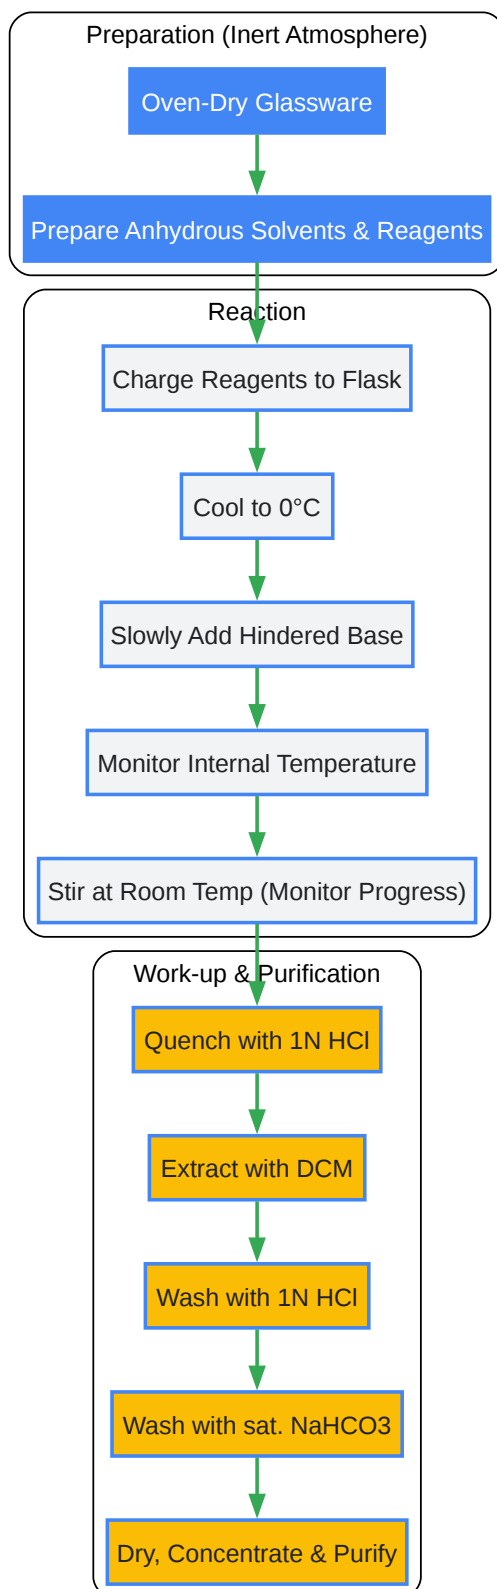 Preparation (Inert Atmosphere)
Oven-Dry Glassware
Prepare Anhydrous Solvents & Reagents
Reaction
Charge Reagents to Flask
Cool to 0°C
Slowly Add Hindered Base
Monitor Internal Temperature
Stir at Room Temp (Monitor Progress)
Work-up & Purification
Quench with 1N HCl
Extract with DCM
Wash with 1N HCl
Wash with sat. NaHCO3
Dry, Concentrate & Purify